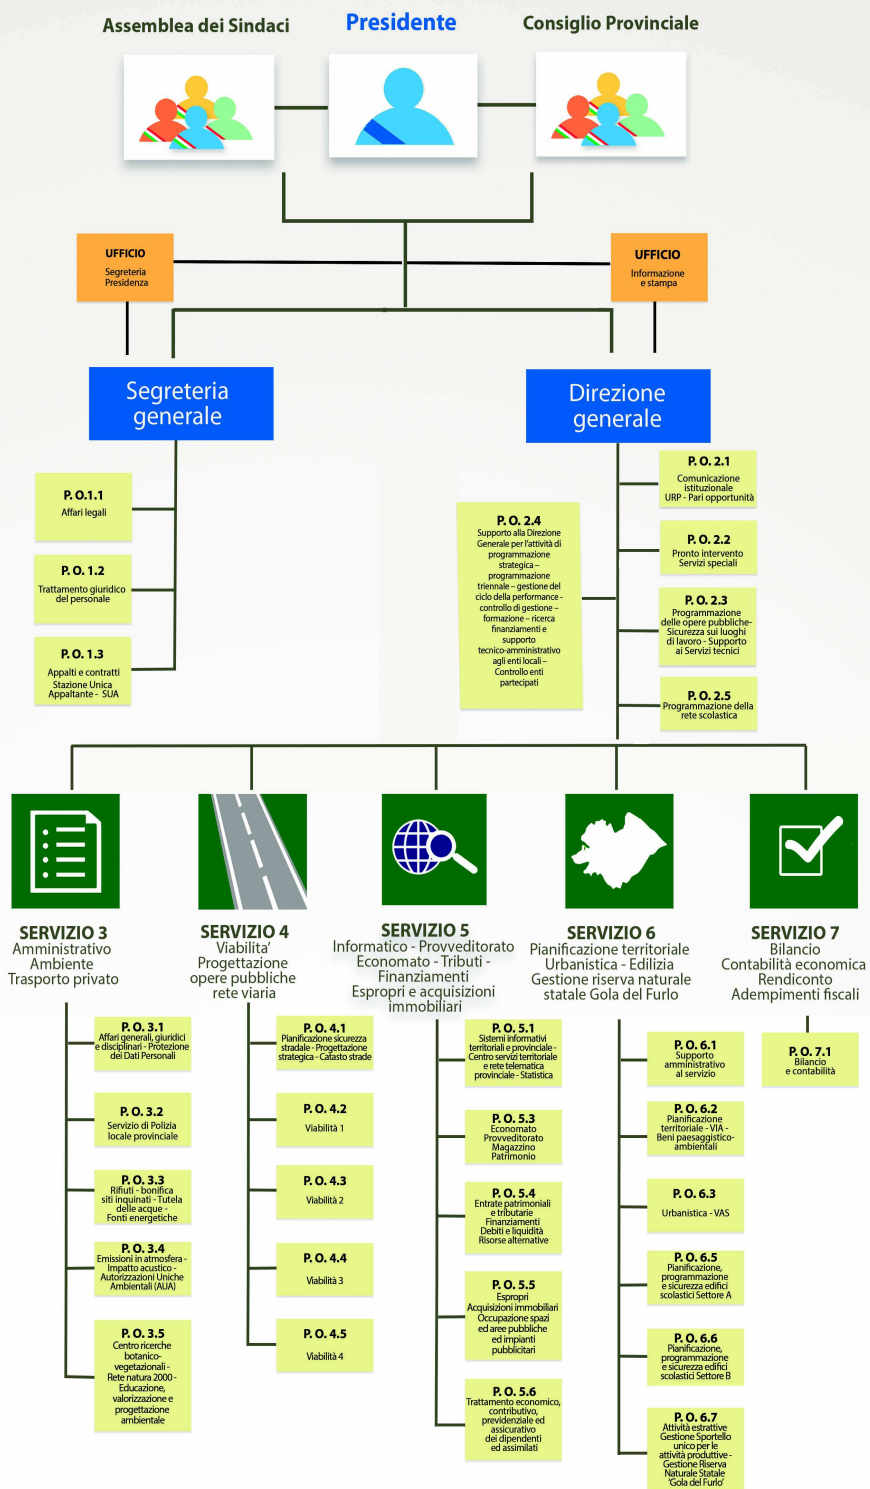 Assemblea dei Sindaci
Presidente
Consiglio Provinciale
UFFICIO
Segreteria
Presidenza
UFFICIO
Informazione
e stampa
Segreteria
generale
Direzione
generale
P. O.1.1
Affari legali
P. O. 1.2
Trattamento giuridico
del personale
P. O. 1.3
Appalti e contratti
Stazione Unica
Appaltante - SUA
P. O. 2.4
Supporto alla Direzione
Generale per l'attività di
programmazione
strategica –
programmazione
triennale – gestione del
ciclo della performance -
controllo di gestione –
formazione – ricerca
finanziamenti e
supporto
tecnico-amministrativo
agli enti locali –
Controllo enti
partecipati
P. O. 2.1
Comunicazione
istituzionale
URP - Pari opportunità
P. O. 2.2
Pronto intervento
Servizi speciali
P. O. 2.3
Programmazione
delle opere pubbliche-
Sicurezza sui luoghi
di lavoro - Supporto
ai Servizi tecnici
P. O. 2.5
Programmazione della
rete scolastica
SERVIZIO 3
Amministrativo
Ambiente
Trasporto privato
SERVIZIO 4
Viabilita'
Progettazione
opere pubbliche
rete viaria
SERVIZIO 5
Informatico - Provveditorato
Economato - Tributi -
Finanziamenti
Espropri e acquisizioni
immobiliari
SERVIZIO 6
Pianificazione territoriale
Urbanistica - Edilizia
Gestione riserva naturale
statale Gola del Furlo
SERVIZIO 7
Bilancio
Contabilità economica
Rendiconto
Adempimenti fiscali
P. O. 3.1
Affari generali, giuridici
e disciplinari - Protezione
dei Dati Personali
P. O. 3.2
Servizio di Polizia
locale provinciale
P. O. 3.3
Rifiuti - bonifica
siti inquinati - Tutela
delle acque -
Fonti energetiche
P. O. 3.4
Emissioni in atmosfera -
Impatto acustico -
Autorizzazioni Uniche
Ambientali (AUA)
P. O. 3.5
Centro ricerche
botanico-
vegetazionali -
Rete natura 2000 -
Educazione,
valorizzazione e
progettazione
ambientale
P. O. 4.1
Pianificazione sicurezza
stradale - Progettazione
strategica - Catasto strade
P. O. 4.2
Viabilità 1
P. O. 4.3
Viabilità 2
P. O. 4.4
Viabilità 3
P. O. 4.5
Viabilità 4
P. O. 5.1
Sistemi informativi
territoriali e provinciale -
Centro servizi territoriale
e rete telematica
provinciale - Statistica
P. O. 5.3
Economato
Provveditorato
Magazzino
Patrimonio
P. O. 5.4
Entrate patrimoniali
e tributarie
Finanziamenti
Debiti e liquidità
Risorse alternative
P. O. 5.5
Espropri
Acquisizioni immobiliari
Occupazione spazi
ed aree pubbliche
ed impianti
pubblicitari
P. O. 5.6
Trattamento economico,
contributivo,
previdenziale ed
assicurativo
dei dipendenti
ed assimilati
P. O. 6.1
Supporto
amministrativo
al servizio
P. O. 6.2
Pianificazione
territoriale - VIA -
Beni paesaggistico-
ambientali
P. O. 6.3
Urbanistica - VAS
P. O. 6.5
Pianificazione,
programmazione
e sicurezza edifici
scolastici Settore A
P. O. 6.6
Pianificazione,
programmazione
e sicurezza edifici
scolastici Settore B
P. O. 6.7
Attività estrattive
Gestione Sportello
unico per le
attività produttive -
Gestione Riserva
Naturale Statale
'Gola del Furlo'
P. O. 7.1
Bilancio
e contabilità